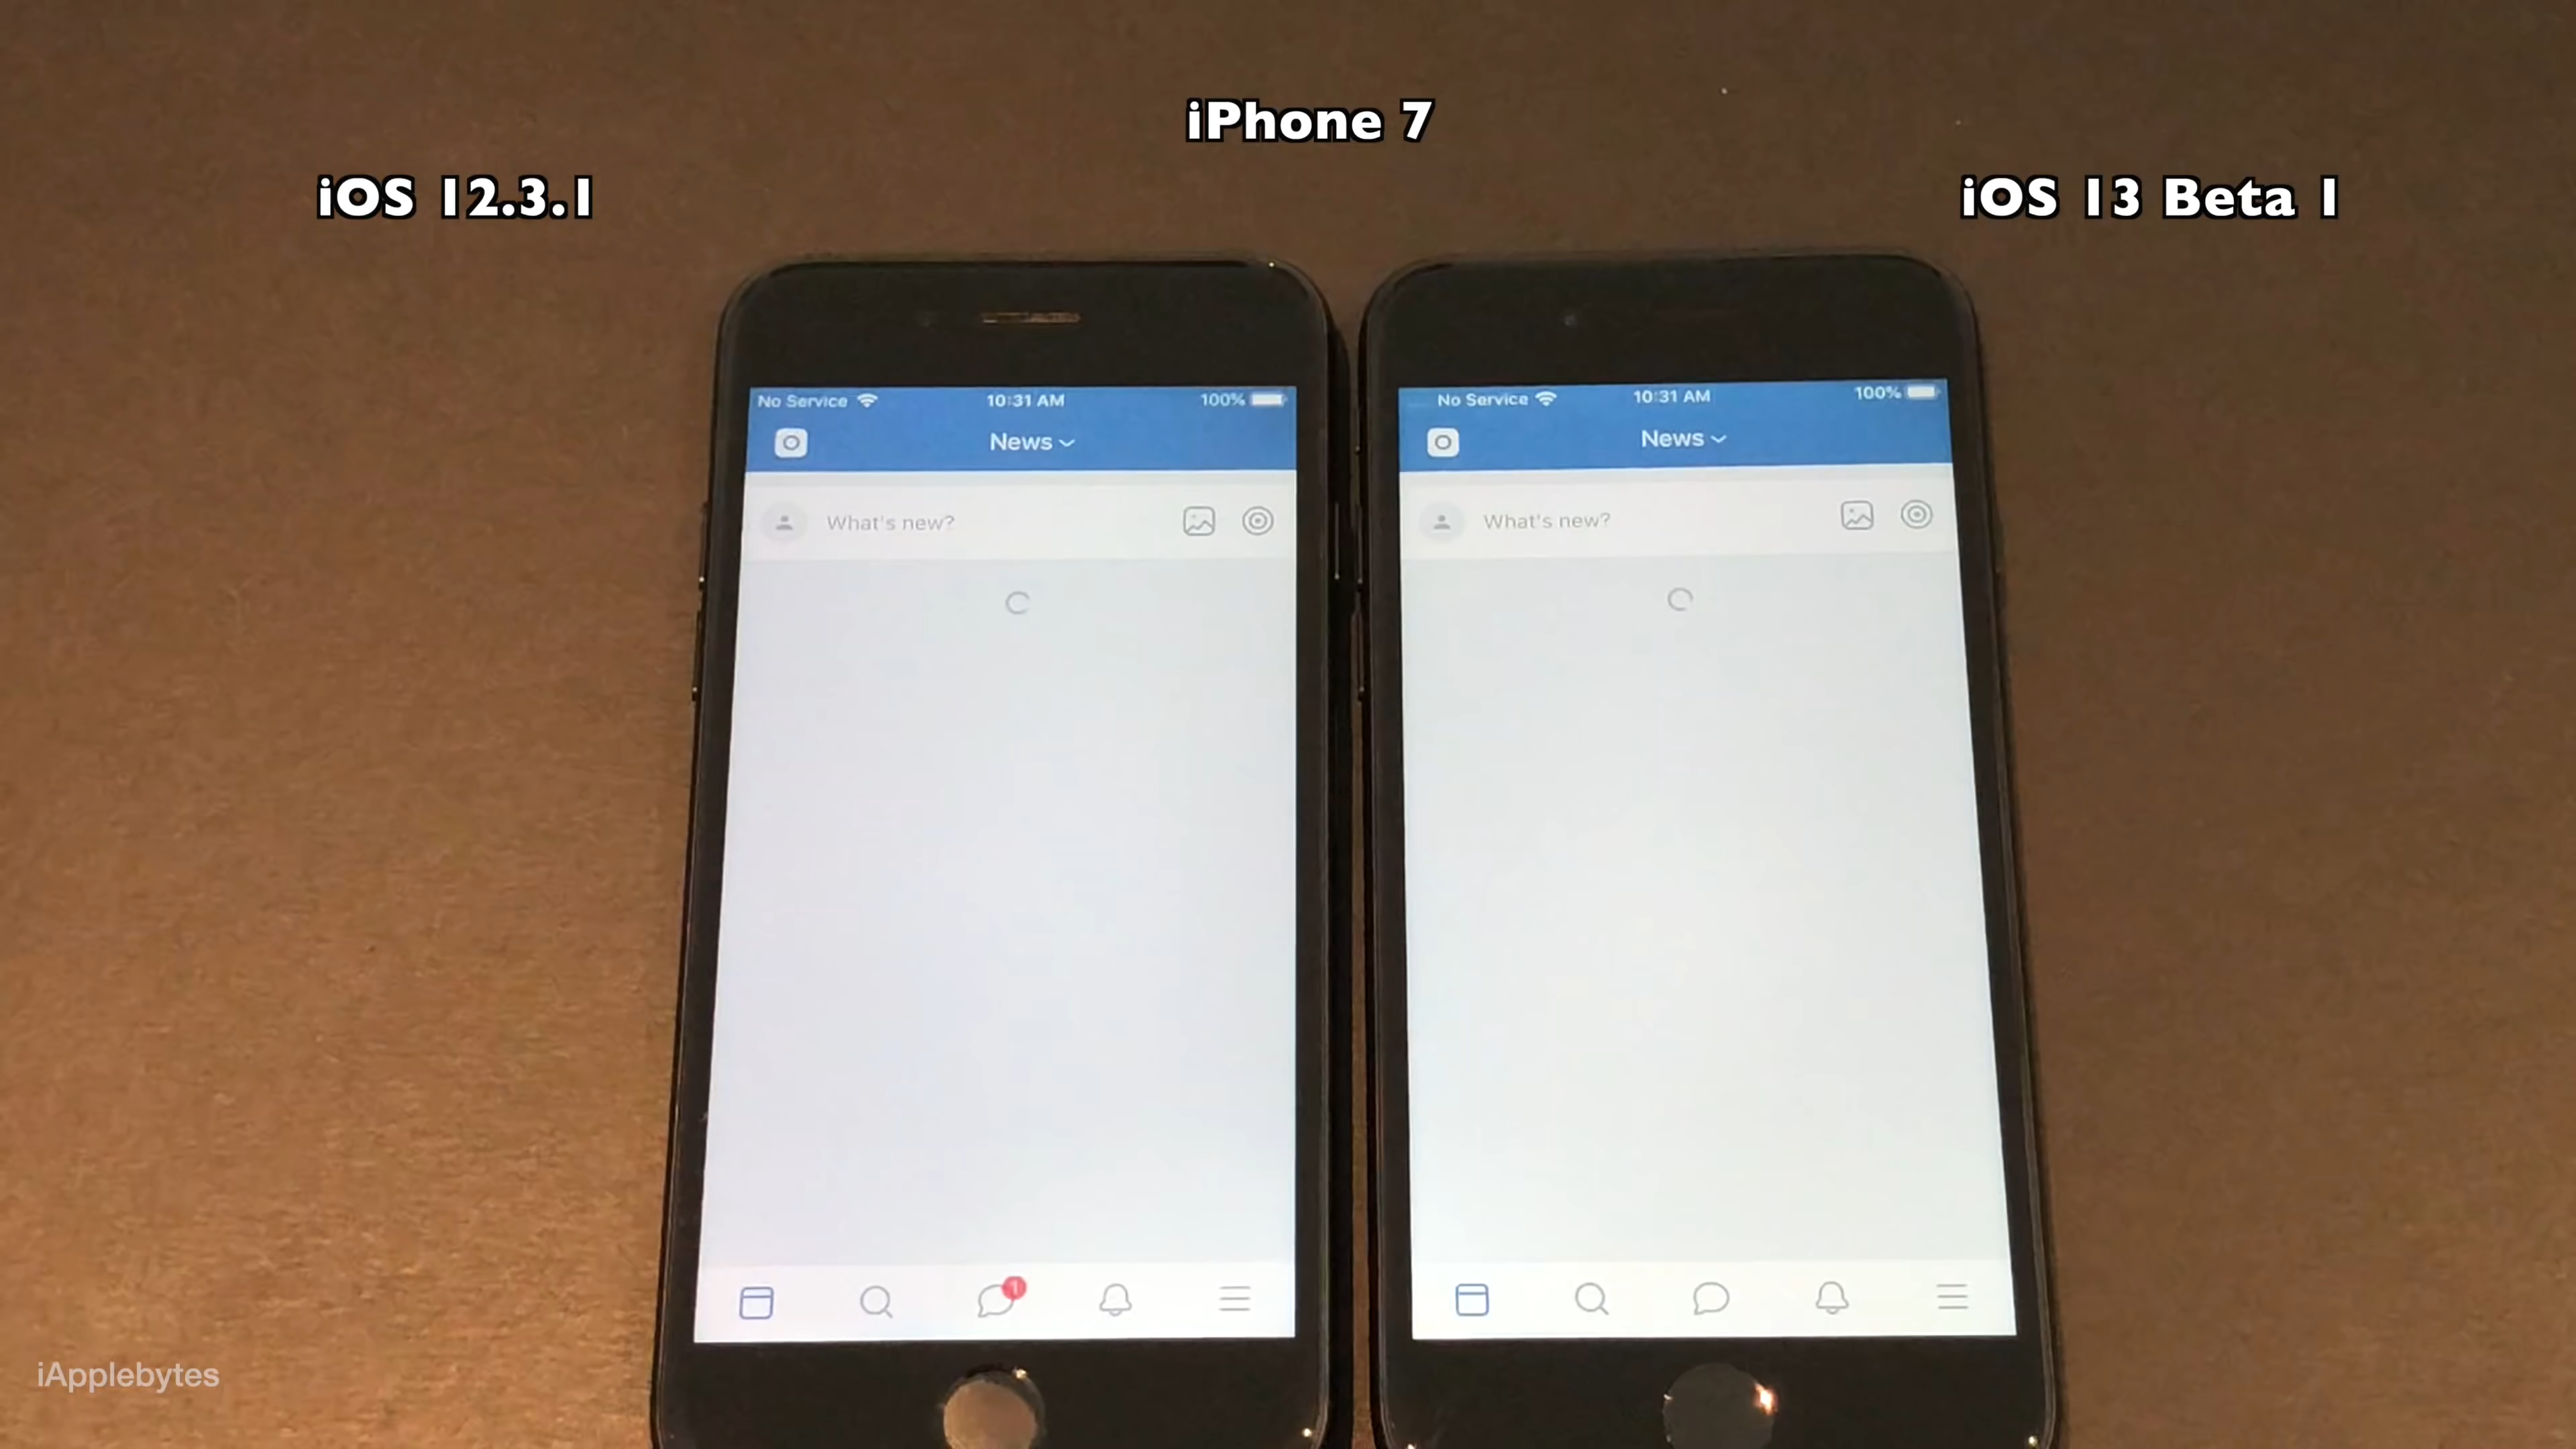 iPhone 7
iOS 12.3.1
iOS 13 Beta 1
No Service 10:31 AM 100%
News
What's new?
1
No Service 10:31 AM 100%
News
What's new?
iApplebytes